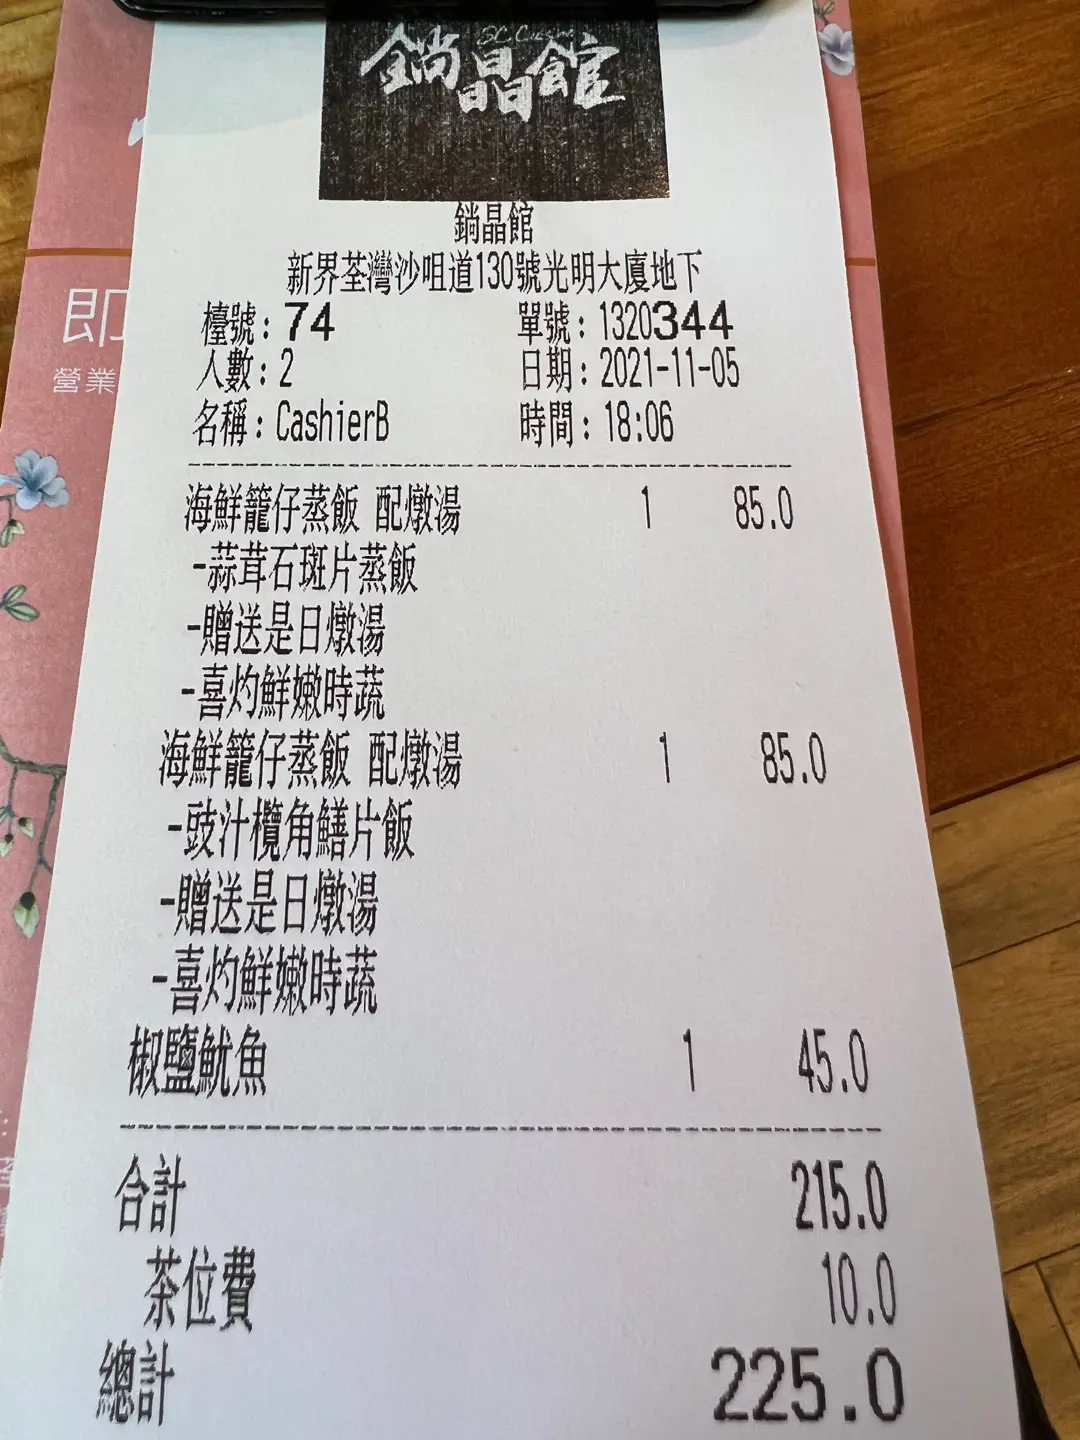 SC Cuisine
鍋晶館
鍋晶館
新界荃灣沙咀道130號光明大廈地下
檯號：74 單號：1320344
人數：2 日期：2021-11-05
名稱：CashierB 時間：18:06
海鮮籠仔蒸飯 配燉湯 1 85.0
-蒜茸石斑片蒸飯
-贈送是日燉湯
-喜灼鮮嫩時蔬
海鮮籠仔蒸飯 配燉湯 1 85.0
-豉汁欖角鱔片飯
-贈送是日燉湯
-喜灼鮮嫩時蔬
椒鹽魷魚 1 45.0
合計 215.0
茶位費 10.0
總計 225.0
即
營業